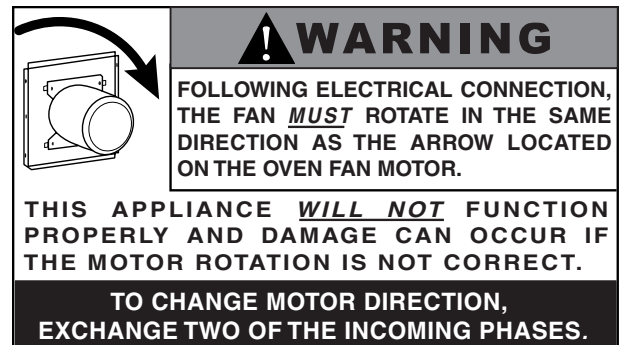 WARNING
FOLLOWING ELECTRICAL CONNECTION,
THE FAN MUST ROTATE IN THE SAME
DIRECTION AS THE ARROW LOCATED
ON THE OVEN FAN MOTOR.
THIS APPLIANCE WILL NOT FUNCTION
PROPERLY AND DAMAGE CAN OCCUR IF
THE MOTOR ROTATION IS NOT CORRECT.
TO CHANGE MOTOR DIRECTION,
EXCHANGE TWO OF THE INCOMING PHASES.